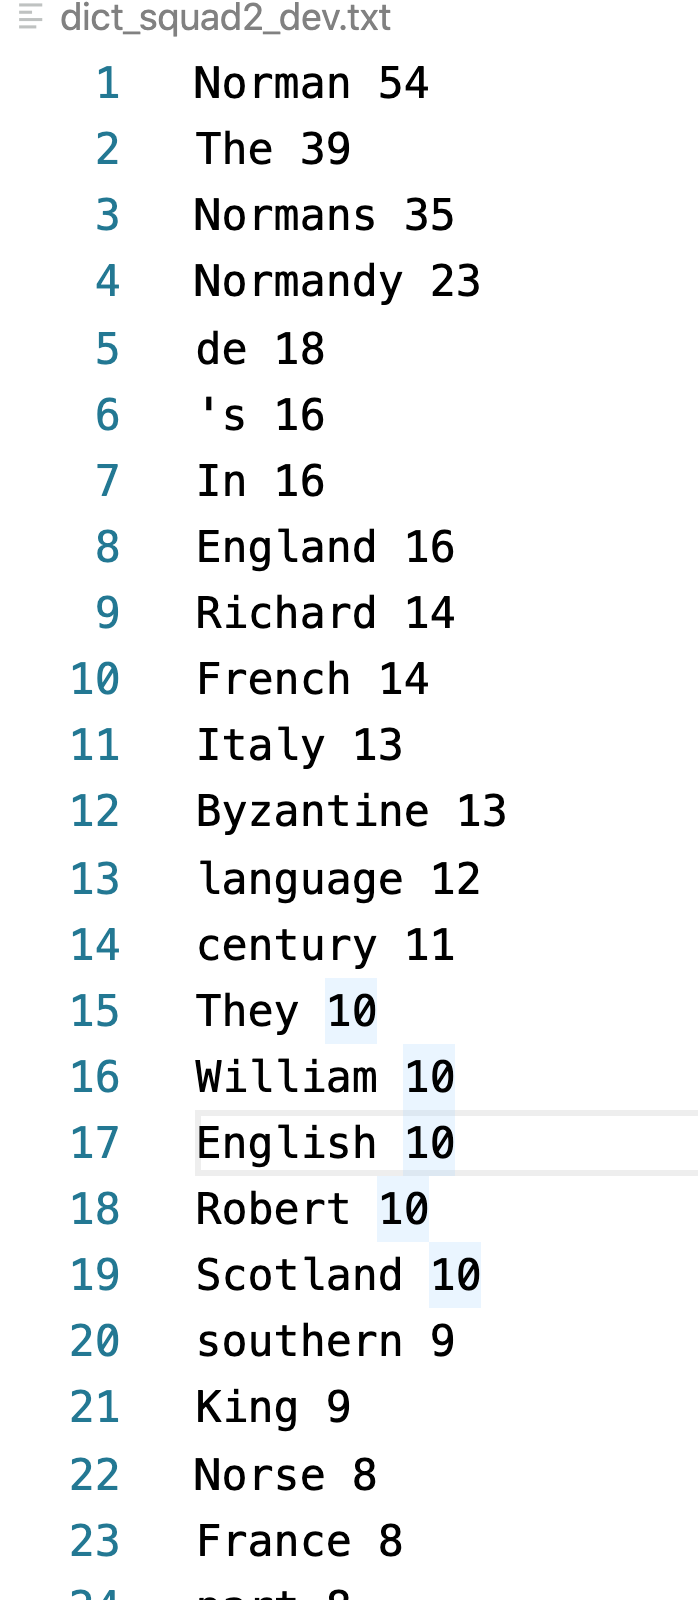 dict_squad2_dev.txt
1 Norman 54
2 The 39
3 Normans 35
4 Normandy 23
5 de 18
6 's 16
7 In 16
8 England 16
9 Richard 14
10 French 14
11 Italy 13
12 Byzantine 13
13 language 12
14 century 11
15 They 10
16 William 10
17 English 10
18 Robert 10
19 Scotland 10
20 southern 9
21 King 9
22 Norse 8
23 France 8
24 part 8